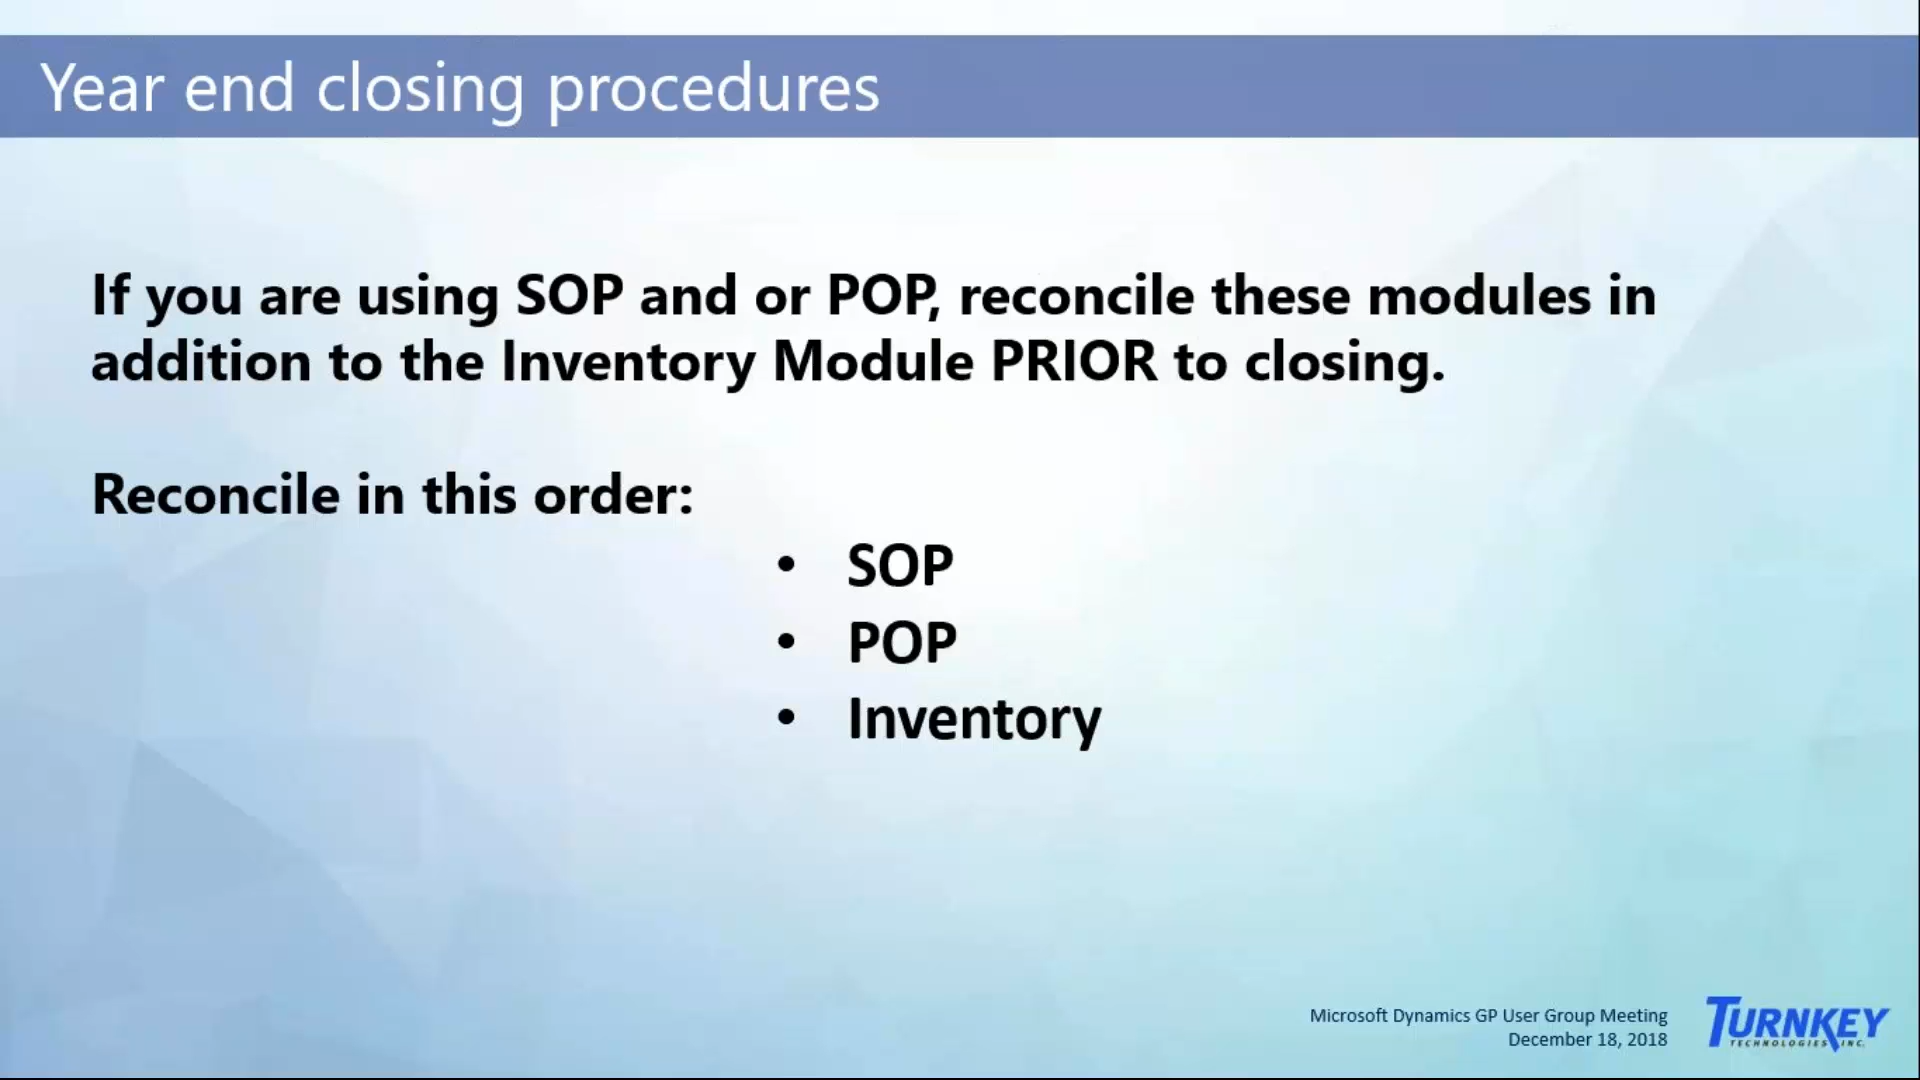 Year end closing procedures
If you are using SOP and or POP, reconcile these modules in
addition to the Inventory Module PRIOR to closing.
Reconcile in this order:
• SOP
• POP
• Inventory
Microsoft Dynamics GP User Group Meeting
December 18, 2018
TURNKEY
TECHNOLOGIES, INC.